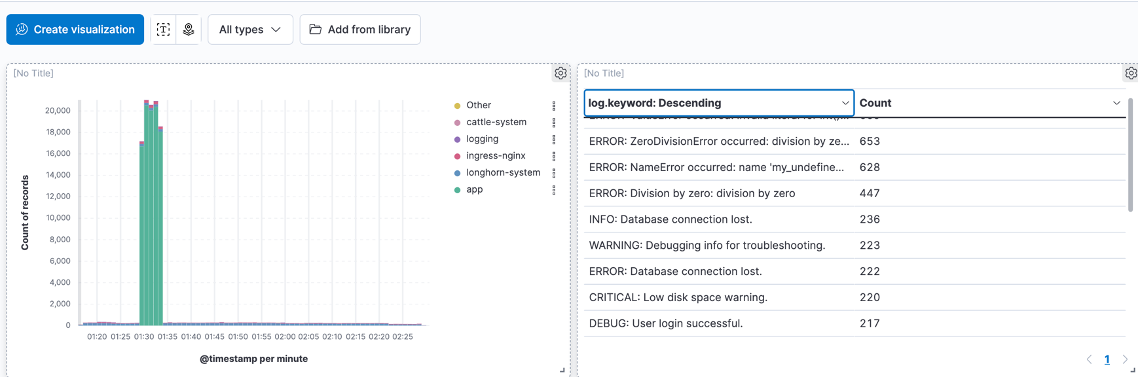 Create visualization
T
All types
Add from library
[No Title]
20,000
18,000
16,000
14,000
12,000
10,000
8,000
6,000
4,000
2,000
0
Count of records
01:20 01:25 01:30 01:35 01:40 01:45 01:50 01:55 02:00 02:05 02:10 02:15 02:20 02:25
@timestamp per minute
Other
cattle-system
logging
ingress-nginx
longhorn-system
app
[No Title]
log.keyword: Descending Count
ERROR: ZeroDivisionError occurred: division by ze... 653
ERROR: NameError occurred: name 'my_undefine... 628
ERROR: Division by zero: division by zero 447
INFO: Database connection lost. 236
WARNING: Debugging info for troubleshooting. 223
ERROR: Database connection lost. 222
CRITICAL: Low disk space warning. 220
DEBUG: User login successful. 217
1